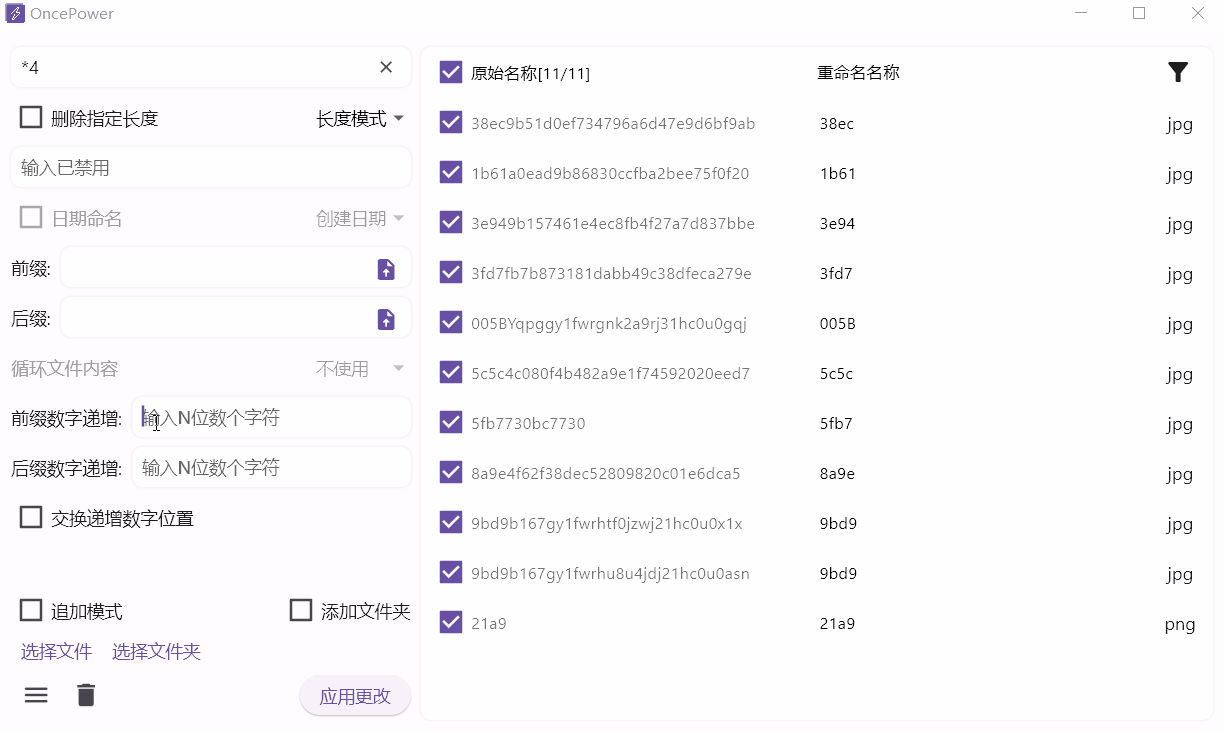 OncePower
*4
删除指定长度 长度模式
输入已禁用
日期命名 创建日期
前缀:
后缀:
循环文件内容 不使用
前缀数字递增: 输入N位数个字符
后缀数字递增: 输入N位数个字符
交换递增数字位置
追加模式 添加文件夹
选择文件 选择文件夹
应用更改
原始名称[11/11] 重命名名称
38ec9b51d0ef734796a6d47e9d6bf9ab 38ec jpg
1b61a0ead9b86830ccfba2bee75f0f20 1b61 jpg
3e949b157461e4ec8fb4f27a7d837bbe 3e94 jpg
3fd7fb7b873181dabb49c38dfeca279e 3fd7 jpg
005BYqpggy1fwrgnk2a9rj31hc0u0gqj 005B jpg
5c5c4c080f4b482a9e1f74592020eed7 5c5c jpg
5fb7730bc7730 5fb7 jpg
8a9e4f62f38dec52809820c01e6dca5 8a9e jpg
9bd9b167gy1fwrhtf0jzwj21hc0u0x1x 9bd9 jpg
9bd9b167gy1fwrhu8u4jdj21hc0u0asn 9bd9 jpg
21a9 21a9 png